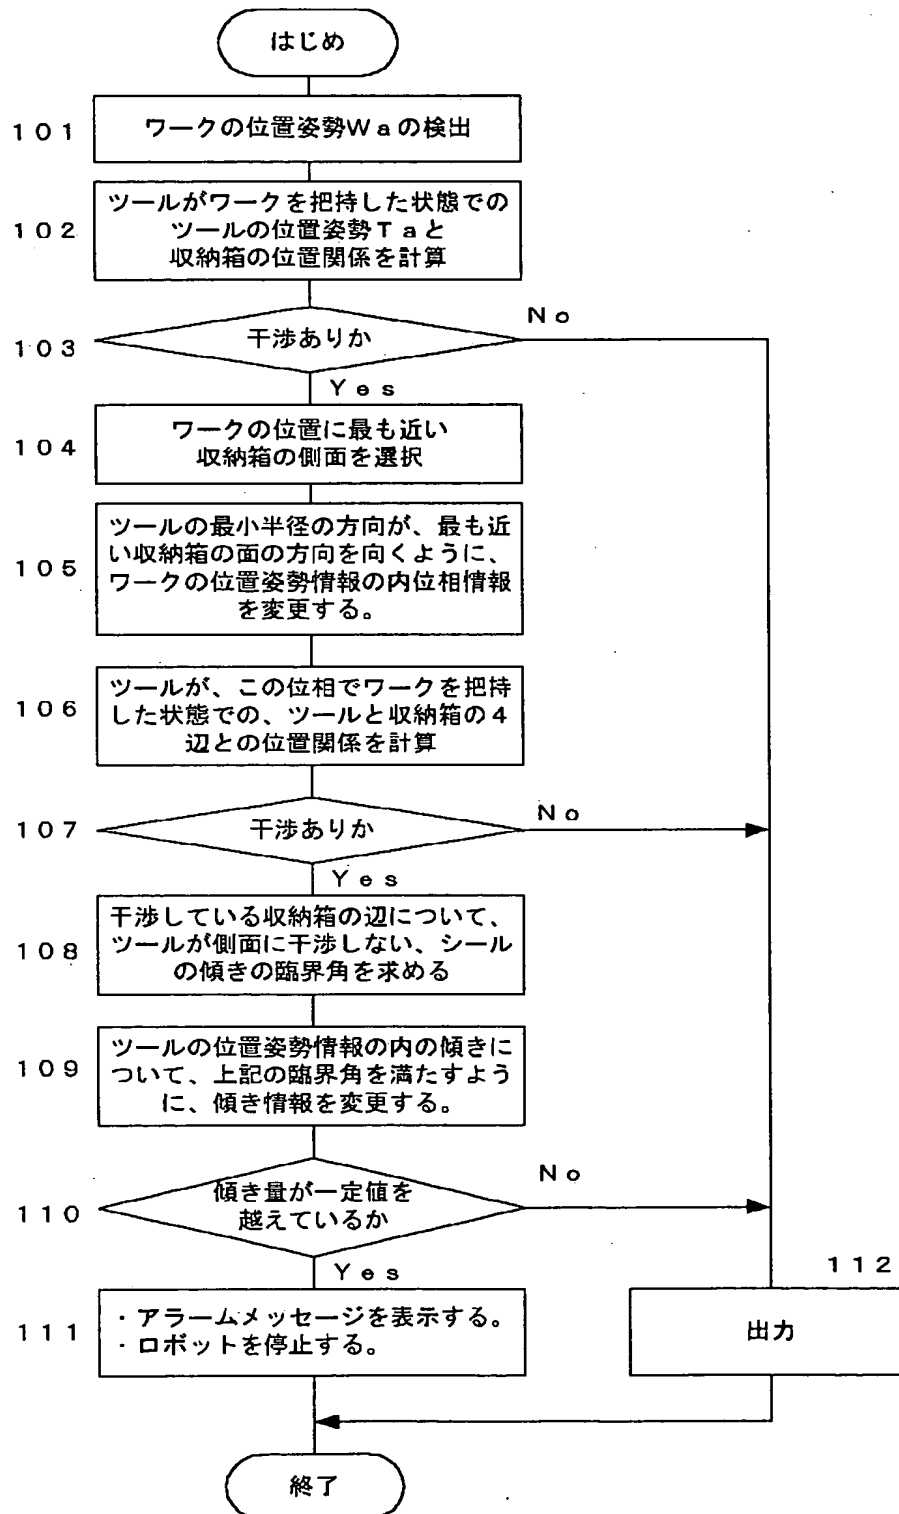 はじめ
101
ワークの位置姿勢Waの検出
102
ツールがワークを把持した状態での
ツールの位置姿勢Taと
収納箱の位置関係を計算
103
干渉ありか
No
Yes
104
ワークの位置に最も近い
収納箱の側面を選択
105
ツールの最小半径の方向が、最も近
い収納箱の面の方向を向くように、
ワークの位置姿勢情報の内位相情報
を変更する。
106
ツールが、この位相でワークを把持
した状態での、ツールと収納箱の4
辺との位置関係を計算
107
干渉ありか
No
Yes
108
干渉している収納箱の辺について、
ツールが側面に干渉しない、シール
の傾きの臨界角を求める
109
ツールの位置姿勢情報の内の傾きに
ついて、上記の臨界角を満たすよう
に、傾き情報を変更する。
110
傾き量が一定値を
越えているか
No
Yes
111
・アラームメッセージを表示する。
・ロボットを停止する。
112
出力
終了